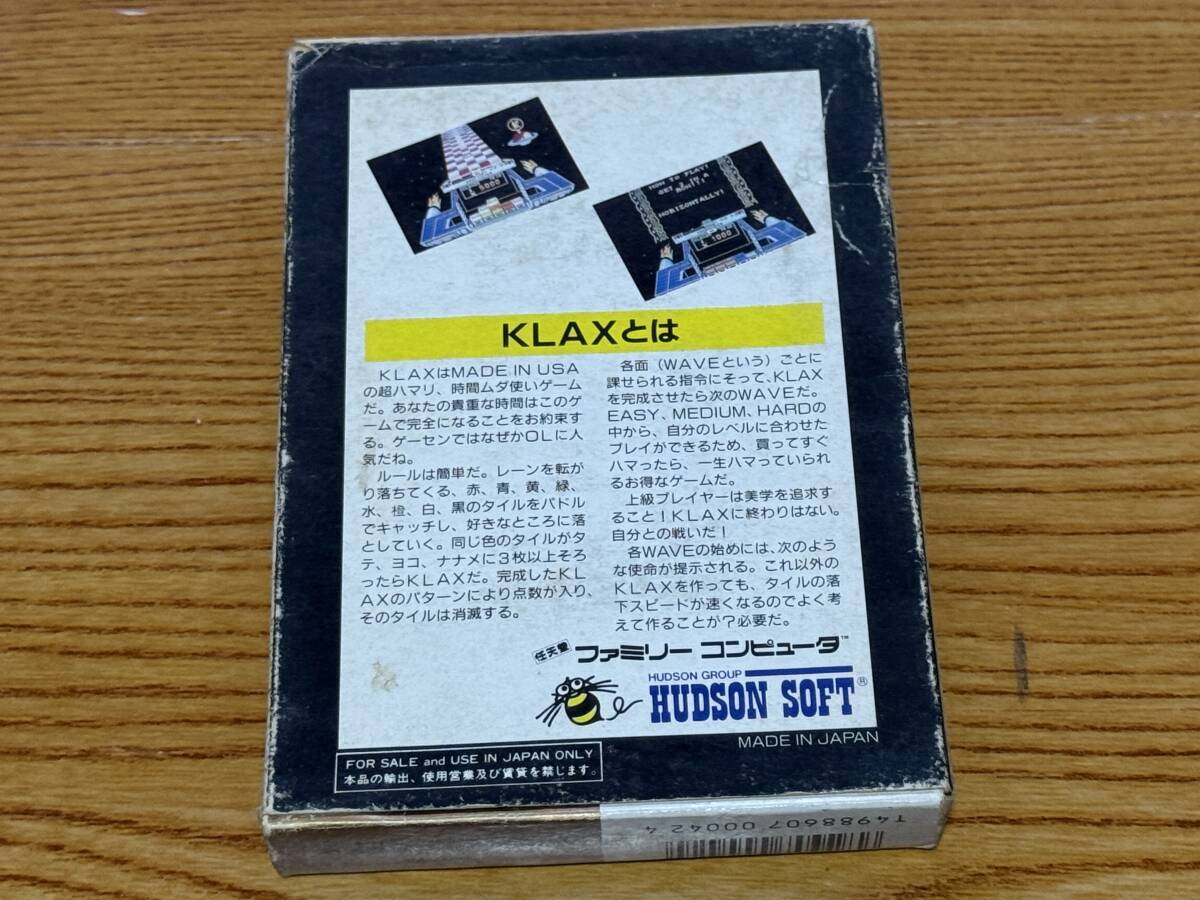 5000
HOW TO PLAY!
HORIZONTALLY!
1000
KLAXとは
KLAXはMADE IN USA
の超ハマリ、時間ムダ使いゲーム
だ。あなたの貴重な時間はこのゲ
ームで完全になることをお約束す
る。ゲーセンではなぜかOLに人
気だね。
ルールは簡単だ。レーンを転が
り落ちてくる、赤、青、黄、緑、
水、橙、白、黒のタイルをパドル
でキャッチし、好きなところに落
としていく。同じ色のタイルがタ
テ、ヨコ、ナナメに3枚以上そろ
ったらKLAXだ。完成したKL
AXのパターンにより点数が入り、
そのタイルは消滅する。
各面（WAVEという）ごとに
課せられる指令にそって、KLAX
を完成させたら次のWAVEだ。
EASY、MEDIUM、HARDの
中から、自分のレベルに合わせた
プレイができるため、買ってすぐ
ハマったら、一生ハマっていられ
るお得なゲームだ。
上級プレイヤーは美学を追求す
ること！KLAXに終わりはない。
自分との戦いだ！
各WAVEの始めには、次のよう
な使命が提示される。これ以外の
KLAXを作っても、タイルの落
下スピードが速くなるのでよく考
えて作ることが？必要だ。
任天堂 ファミリー コンピュータ™
HUDSON GROUP
HUDSON SOFT®
MADE IN JAPAN
FOR SALE and USE IN JAPAN ONLY
本品の輸出、使用営業及び賃貸を禁じます。
T4988607 00042 4